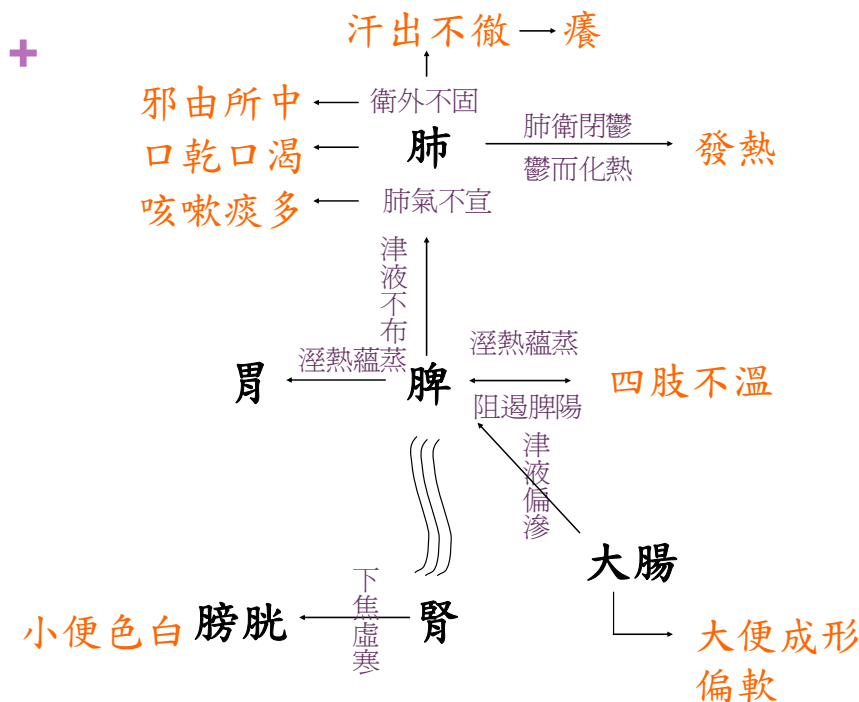 汗出不徹
癢
邪由所中
衛外不固
口乾口渴
肺
肺衛閉鬱
鬱而化熱
發熱
咳嗽痰多
肺氣不宣
津液不布
胃
溼熱蘊蒸
脾
溼熱蘊蒸
阻遏脾陽
四肢不溫
津液偏滲
大腸
小便色白
膀胱
下焦虛寒
腎
大便成形
偏軟